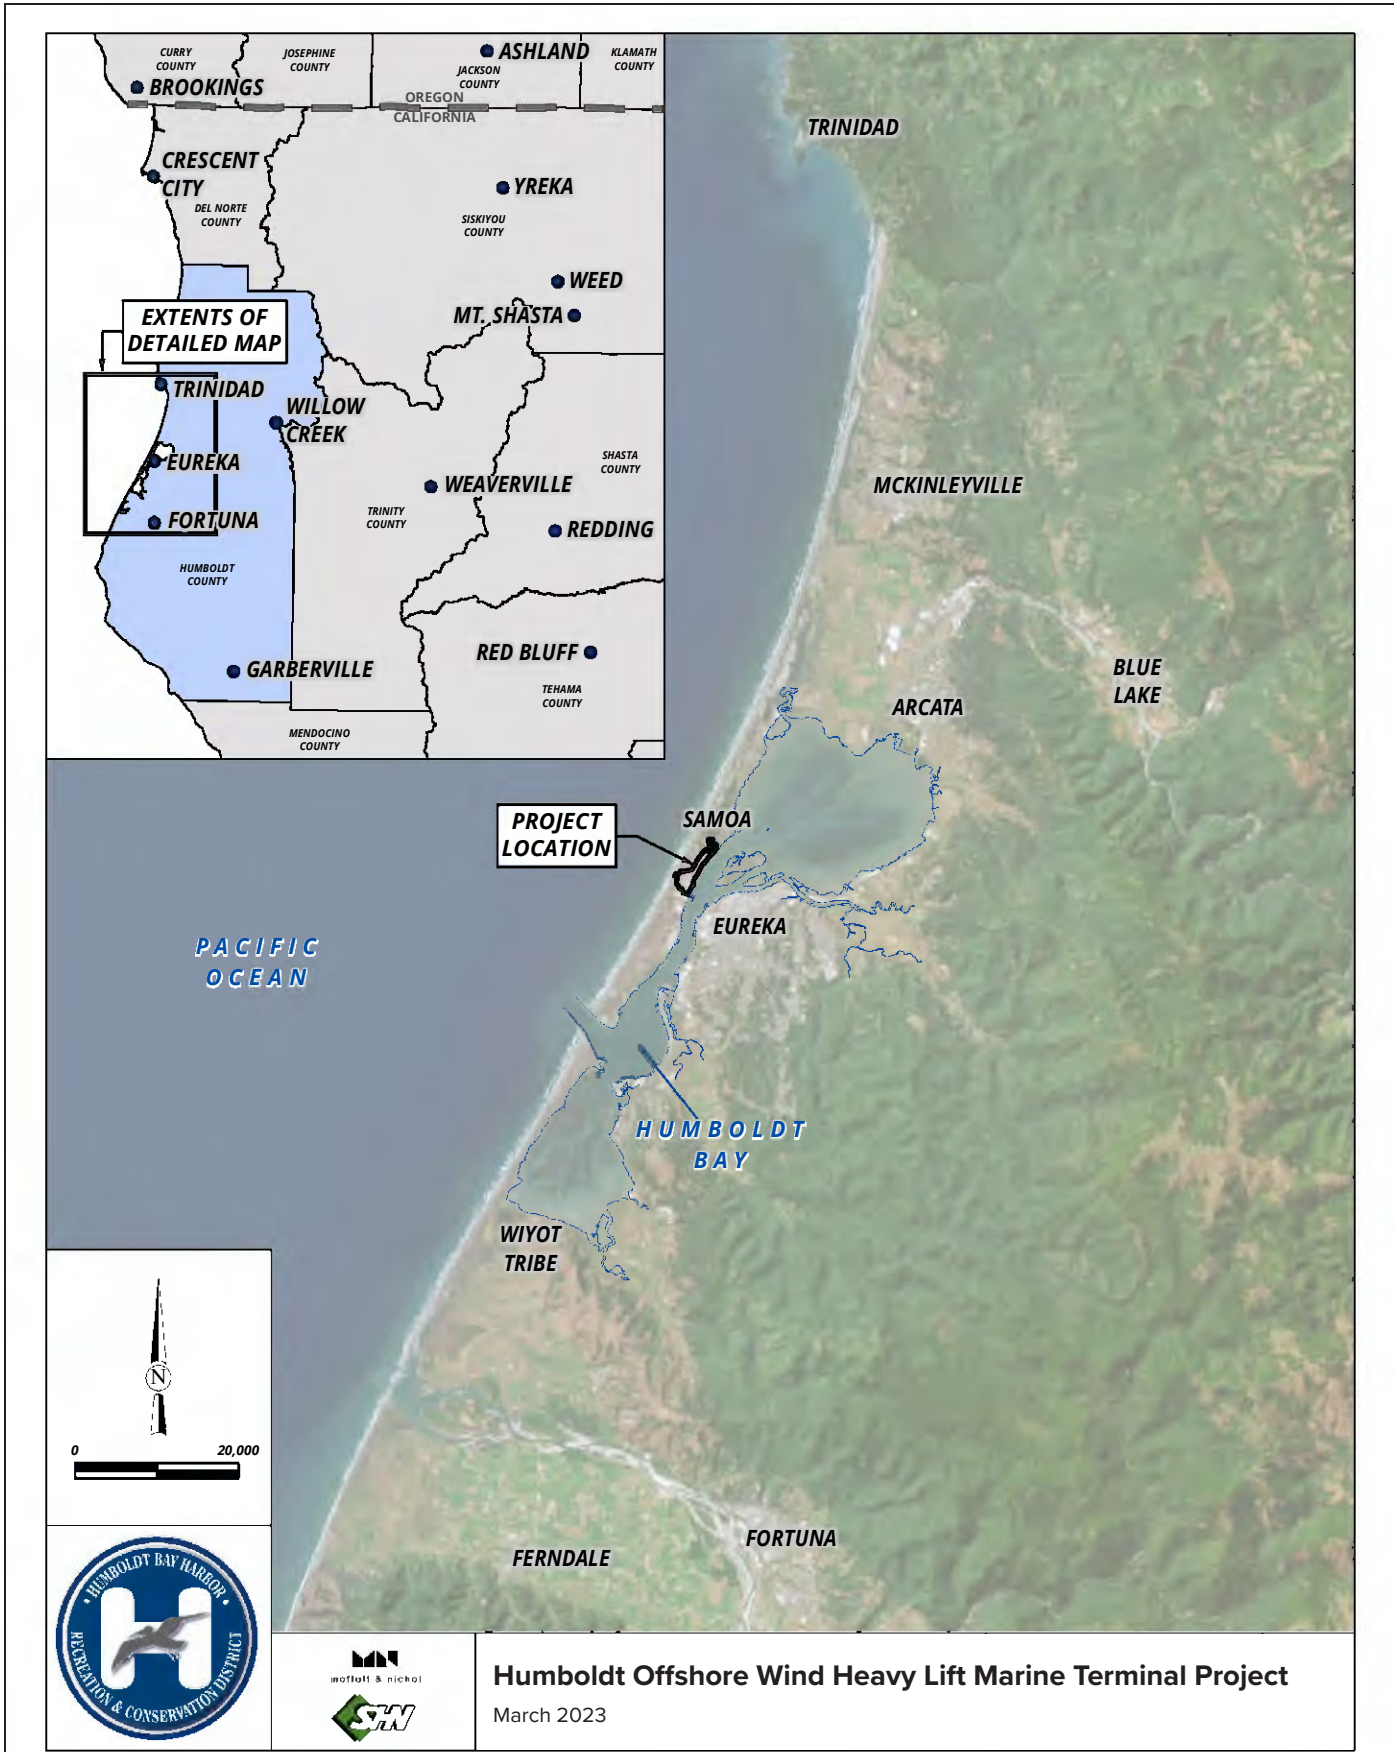 CURRY
COUNTY
JOSEPHINE
COUNTY
ASHLAND
JACKSON
COUNTY
KLAMATH
COUNTY
BROOKINGS
OREGON
CALIFORNIA
CRESCENT
CITY
DEL NORTE
COUNTY
YREKA
SISKIYOU
COUNTY
WEED
MT. SHASTA
EXTENTS OF
DETAILED MAP
TRINIDAD
WILLOW
CREEK
EUREKA
FORTUNA
WEAVERVILLE
SHASTA
COUNTY
TRINITY
COUNTY
REDDING
HUMBOLDT
COUNTY
GARBERVILLE
RED BLUFF
TEHAMA
COUNTY
MENDOCINO
COUNTY
TRINIDAD
MCKINLEYVILLE
BLUE
LAKE
ARCATA
SAMOA
PROJECT
LOCATION
EUREKA
PACIFIC
OCEAN
HUMBOLDT
BAY
WIYOT
TRIBE
N
0 20,000
FORTUNA
FERNDALE
HUMBOLDT BAY HARBOR
H
RECREATION & CONSERVATION DISTRICT
moffatt & nichol
SHN
Humboldt Offshore Wind Heavy Lift Marine Terminal Project
March 2023